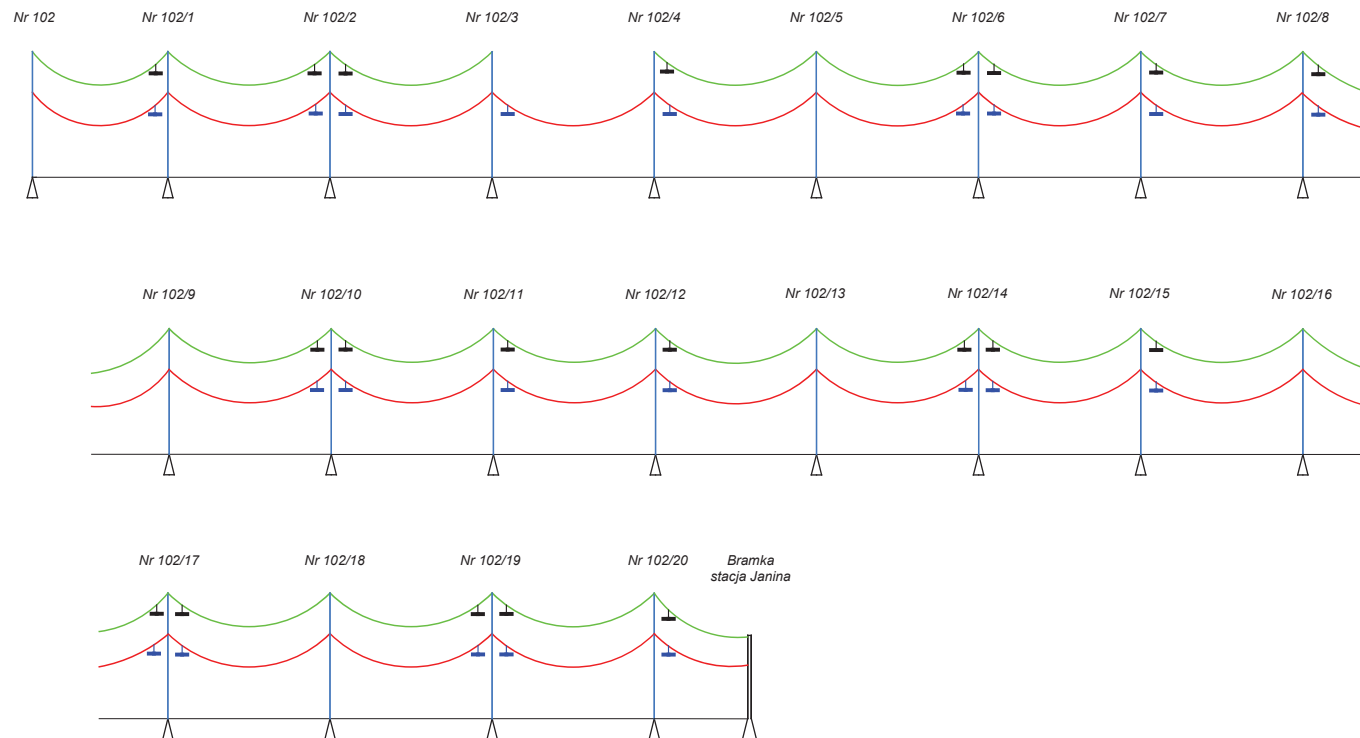 Nr 102
Nr 102/1
Nr 102/2
Nr 102/3
Nr 102/4
Nr 102/5
Nr 102/6
Nr 102/7
Nr 102/8
Nr 102/9
Nr 102/10
Nr 102/11
Nr 102/12
Nr 102/13
Nr 102/14
Nr 102/15
Nr 102/16
Nr 102/17
Nr 102/18
Nr 102/19
Nr 102/20
Bramka
stacja Janina